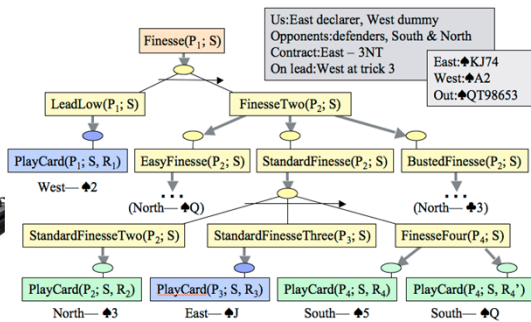 Us:East declarer, West dummy
Opponents:defenders, South & North
Contract:East – 3NT
On lead:West at trick 3
East:♠KJ74
West:♠A2
Out:♠QT98653
Finesse(P1; S)
LeadLow(P1; S)
FinesseTwo(P2; S)
PlayCard(P1; S, R1)
EasyFinesse(P2; S)
StandardFinesse(P2; S)
BustedFinesse(P2; S)
West— ♠2
...
...
(North— ♠Q)
(North— ♣3)
StandardFinesseTwo(P2; S)
StandardFinesseThree(P3; S)
FinesseFour(P4; S)
PlayCard(P2; S, R2)
PlayCard(P3; S, R3)
PlayCard(P4; S, R4)
PlayCard(P4; S, R4’)
North— ♠3
East— ♠J
South— ♠5
South— ♠Q